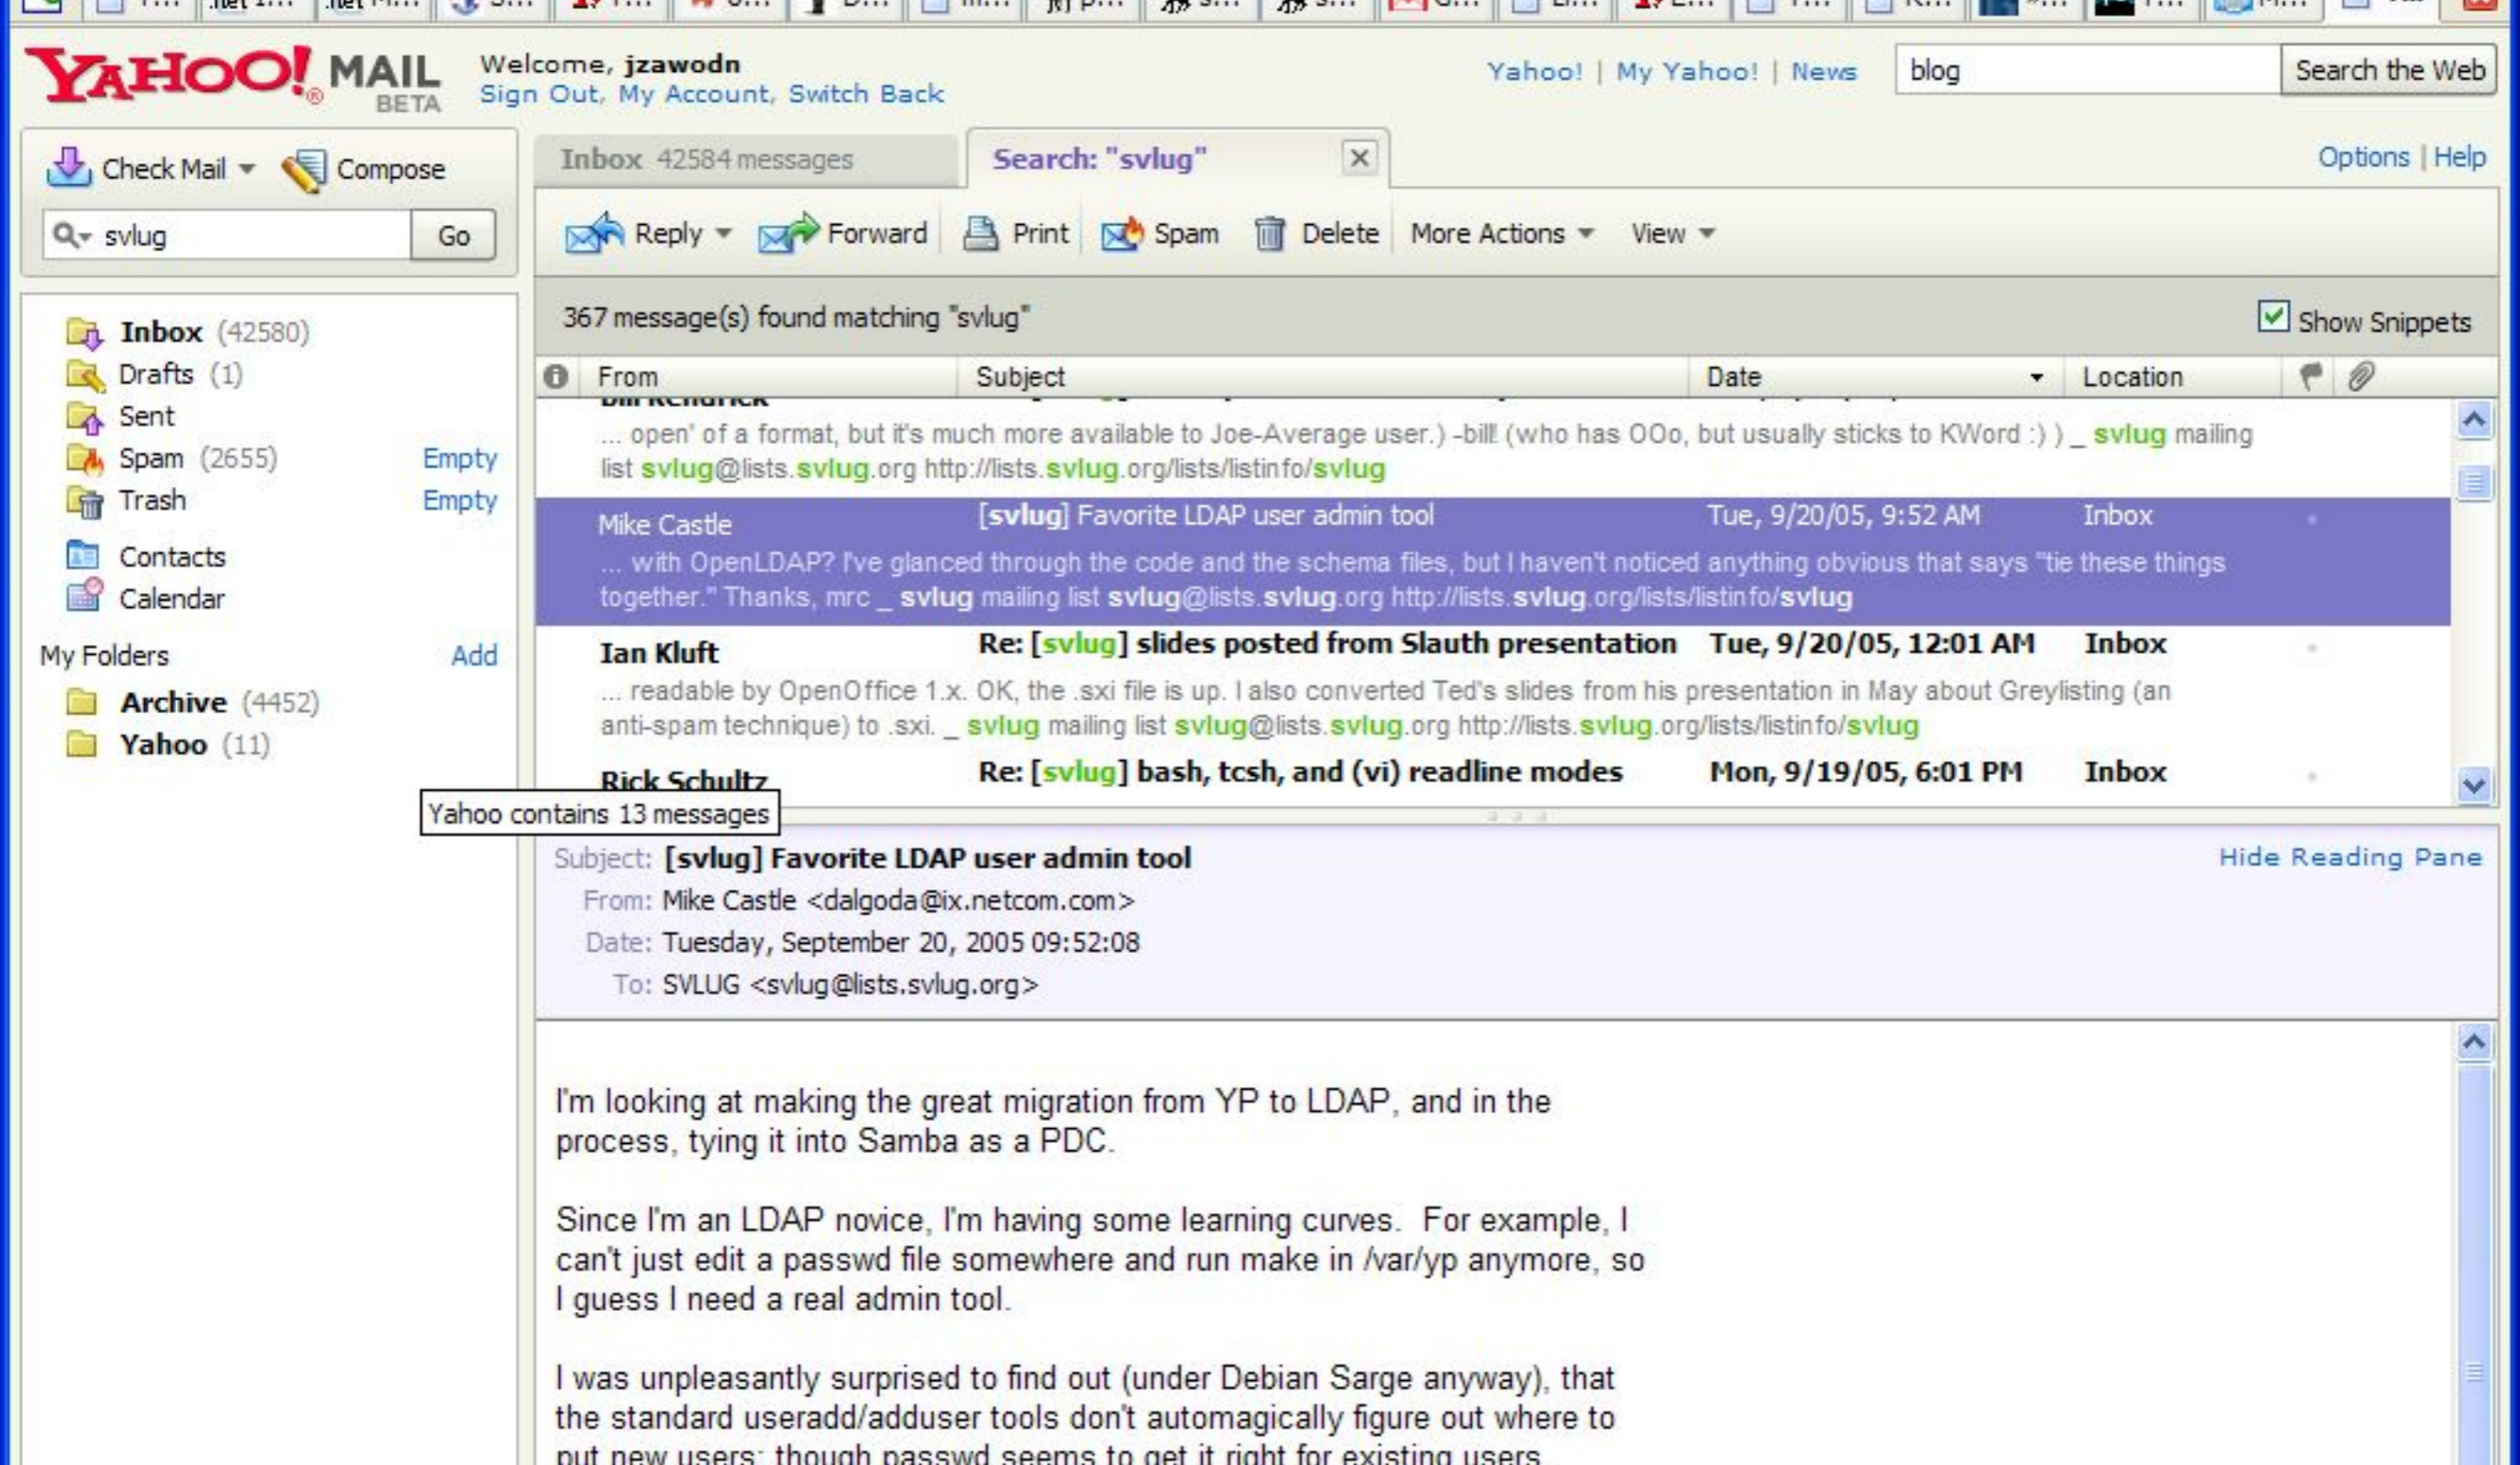 YAHOO!® MAIL
BETA
Welcome, jzawodn
Sign Out, My Account, Switch Back
Yahoo! | My Yahoo! | News
blog
Search the Web
Check Mail
Compose
svlug
Go
Inbox 42584 messages
Search: "svlug"
Options | Help
Reply
Forward
Print
Spam
Delete
More Actions
View
367 message(s) found matching "svlug"
Show Snippets
Inbox (42580)
Drafts (1)
Sent
Spam (2655) Empty
Trash Empty
Contacts
Calendar
My Folders Add
Archive (4452)
Yahoo (11)
Yahoo contains 13 messages
From Subject Date Location
Bill Kendrick
... open' of a format, but it's much more available to Joe-Average user.) -bill! (who has OOo, but usually sticks to KWord :) ) _ svlug mailing
list svlug@lists.svlug.org http://lists.svlug.org/lists/listinfo/svlug
Mike Castle [svlug] Favorite LDAP user admin tool Tue, 9/20/05, 9:52 AM Inbox
... with OpenLDAP? I've glanced through the code and the schema files, but I haven't noticed anything obvious that says "tie these things
together." Thanks, mrc _ svlug mailing list svlug@lists.svlug.org http://lists.svlug.org/lists/listinfo/svlug
Ian Kluft Re: [svlug] slides posted from Slauth presentation Tue, 9/20/05, 12:01 AM Inbox
... readable by OpenOffice 1.x. OK, the .sxi file is up. I also converted Ted's slides from his presentation in May about Greylisting (an
anti-spam technique) to .sxi. _ svlug mailing list svlug@lists.svlug.org http://lists.svlug.org/lists/listinfo/svlug
Rick Schultz Re: [svlug] bash, tcsh, and (vi) readline modes Mon, 9/19/05, 6:01 PM Inbox
Subject: [svlug] Favorite LDAP user admin tool
Hide Reading Pane
From: Mike Castle <dalgoda@ix.netcom.com>
Date: Tuesday, September 20, 2005 09:52:08
To: SVLUG <svlug@lists.svlug.org>
I'm looking at making the great migration from YP to LDAP, and in the
process, tying it into Samba as a PDC.
Since I'm an LDAP novice, I'm having some learning curves. For example, I
can't just edit a passwd file somewhere and run make in /var/yp anymore, so
I guess I need a real admin tool.
I was unpleasantly surprised to find out (under Debian Sarge anyway), that
the standard useradd/adduser tools don't automagically figure out where to
put new users; though passwd seems to get it right for existing users.